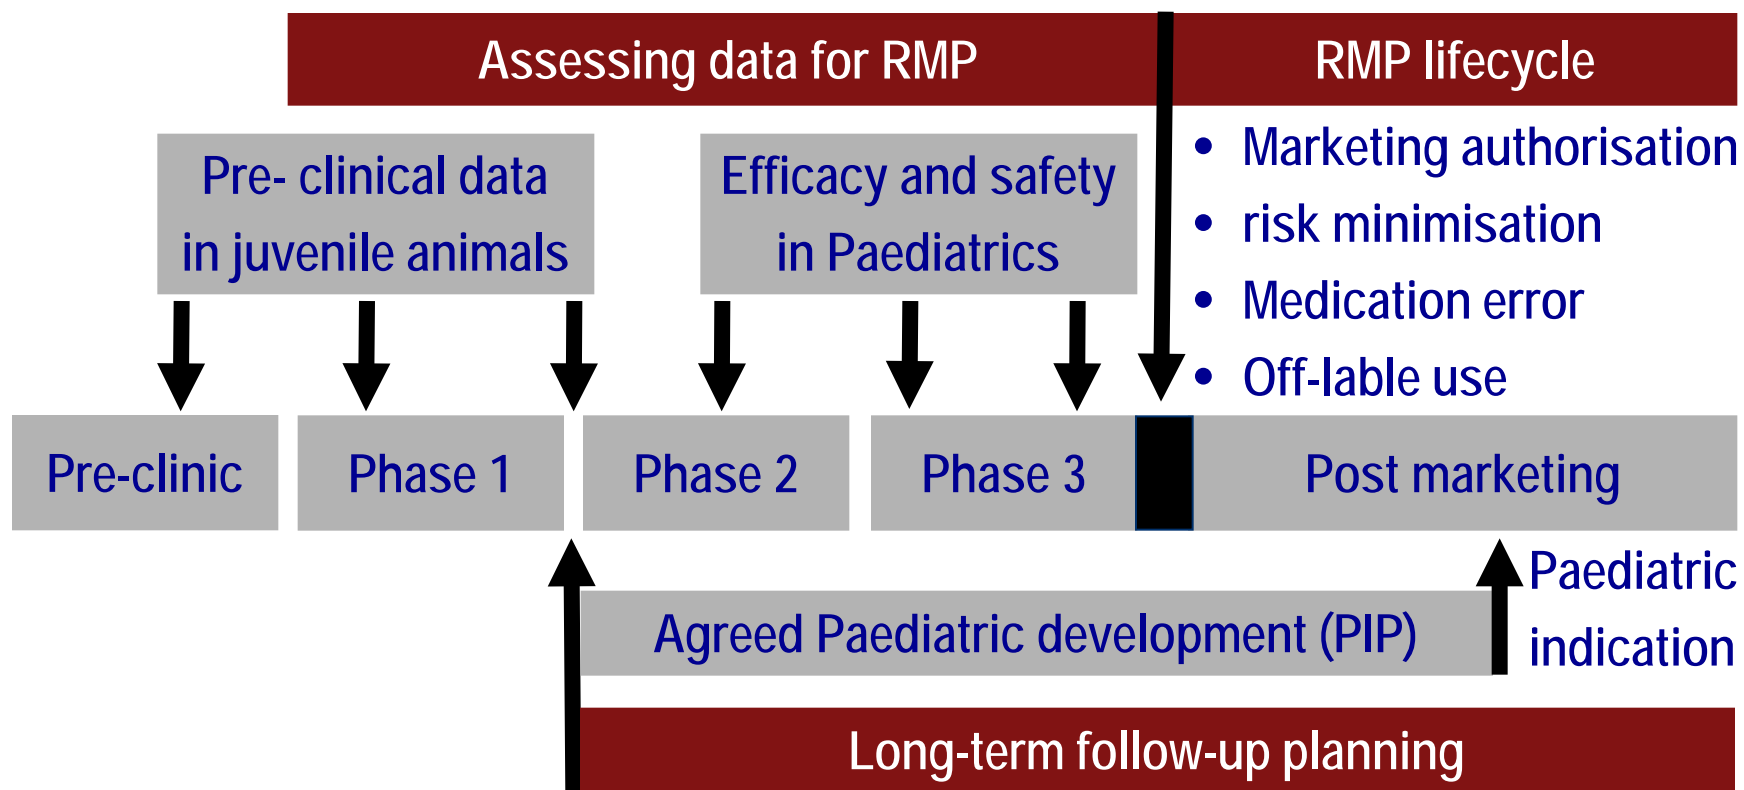 Assessing data for RMP
RMP lifecycle
Pre- clinical data
in juvenile animals
Efficacy and safety
in Paediatrics
• Marketing authorisation
• risk minimisation
• Medication error
• Off-lable use
Pre-clinic
Phase 1
Phase 2
Phase 3
Post marketing
Agreed Paediatric development (PIP)
Paediatric
indication
Long-term follow-up planning